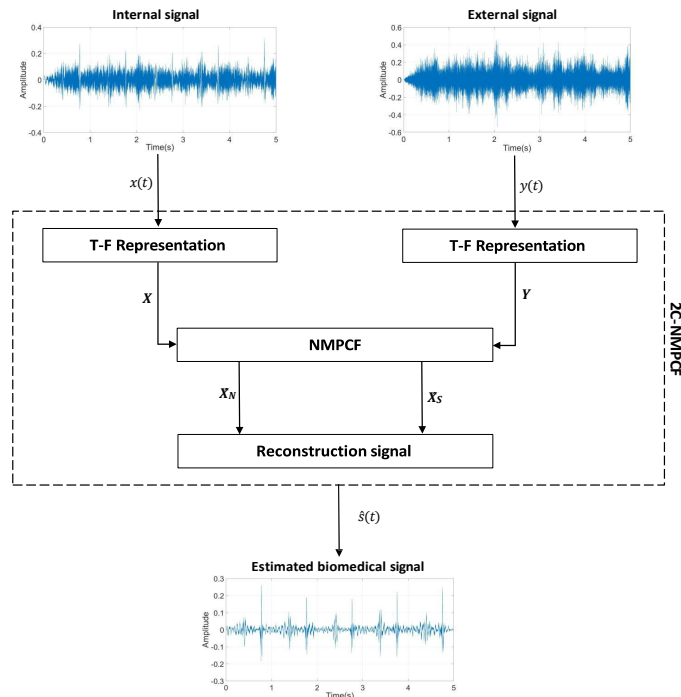 Internal signal
External signal
0.4
0.2
0
-0.2
-0.4
Amplitude
0 1 2 3 4 5
Time(s)
0.6
0.4
0.2
0
-0.2
-0.4
-0.6
Amplitude
0 1 2 3 4 5
Time(s)
x(t)
y(t)
T-F Representation
T-F Representation
X
Y
2C-NMPCF
NMPCF
X_N
X_S
Reconstruction signal
ŝ(t)
Estimated biomedical signal
0.3
0.2
0.1
0
-0.1
-0.2
-0.3
Amplitude
0 1 2 3 4 5
Time(s)